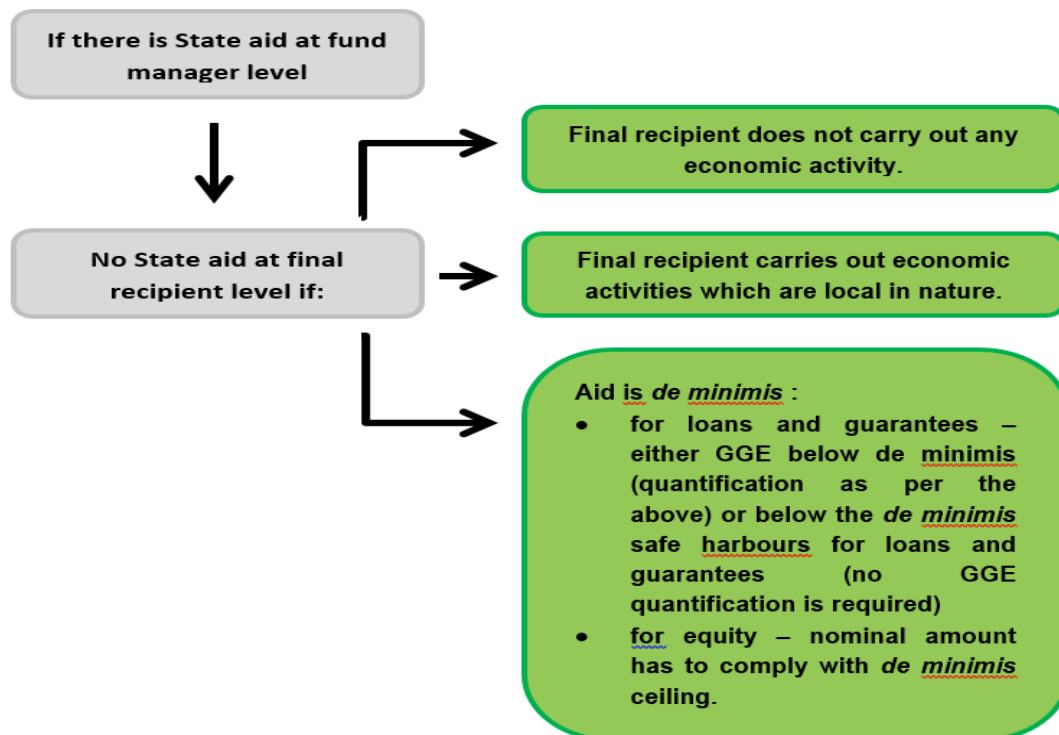 If there is State aid at fund
manager level
Final recipient does not carry out any
economic activity.
No State aid at final
recipient level if:
Final recipient carries out economic
activities which are local in nature.
Aid is de minimis :
• for loans and guarantees –
either GGE below de minimis
(quantification as per the
above) or below the de minimis
safe harbours for loans and
guarantees (no GGE
quantification is required)
• for equity – nominal amount
has to comply with de minimis
ceiling.